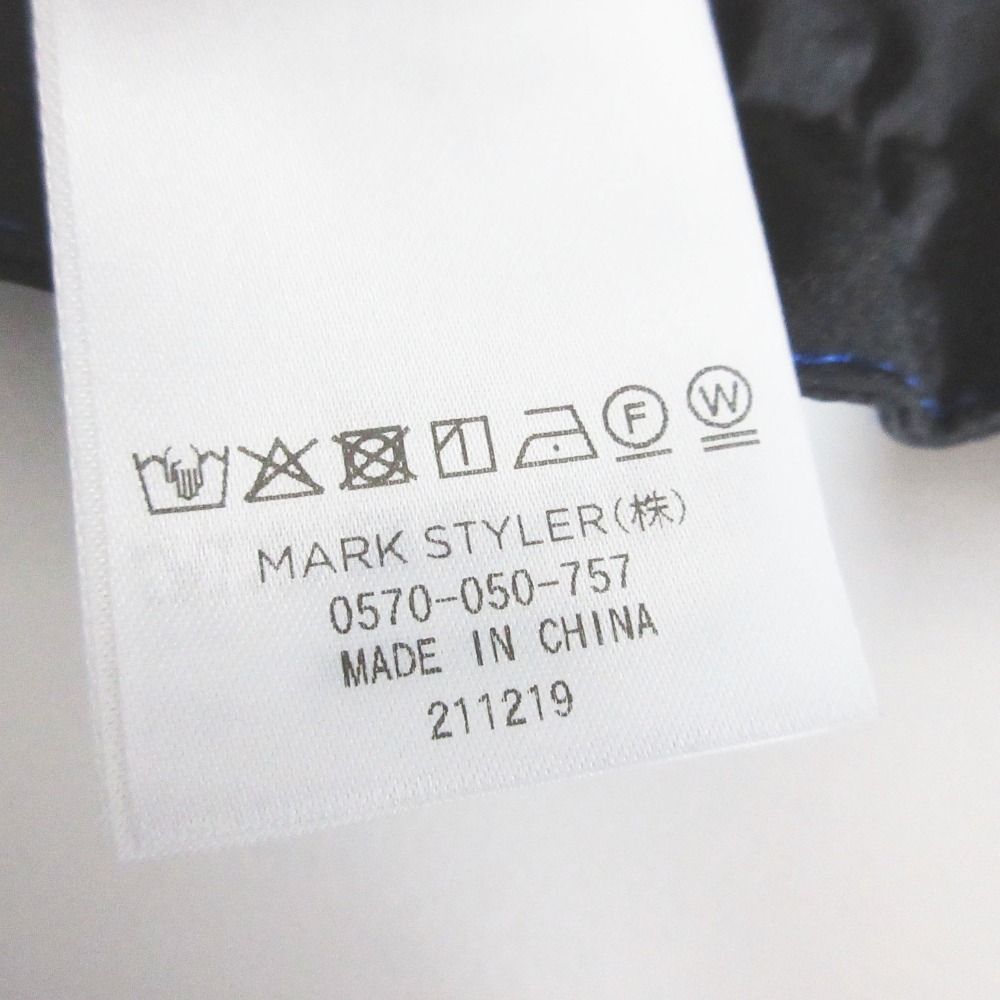 F W
MARK STYLER(株)
0570-050-757
MADE IN CHINA
211219